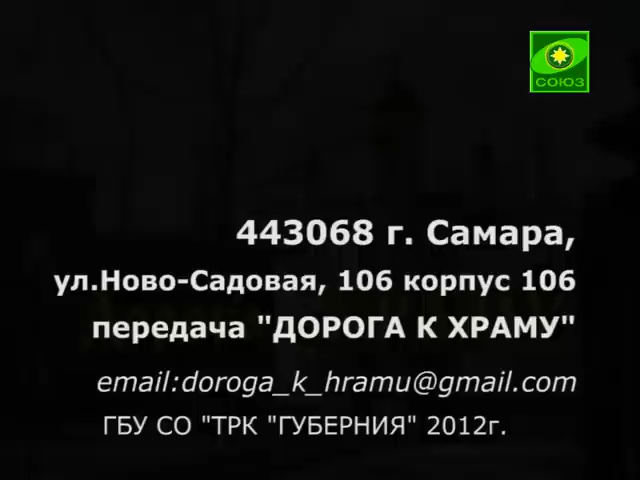 СОЮЗ
443068 г. Самара,
ул.Ново-Садовая, 106 корпус 106
передача "ДОРОГА К ХРАМУ"
email:doroga_k_hramu@gmail.com
ГБУ СО "ТРК "ГУБЕРНИЯ" 2012г.